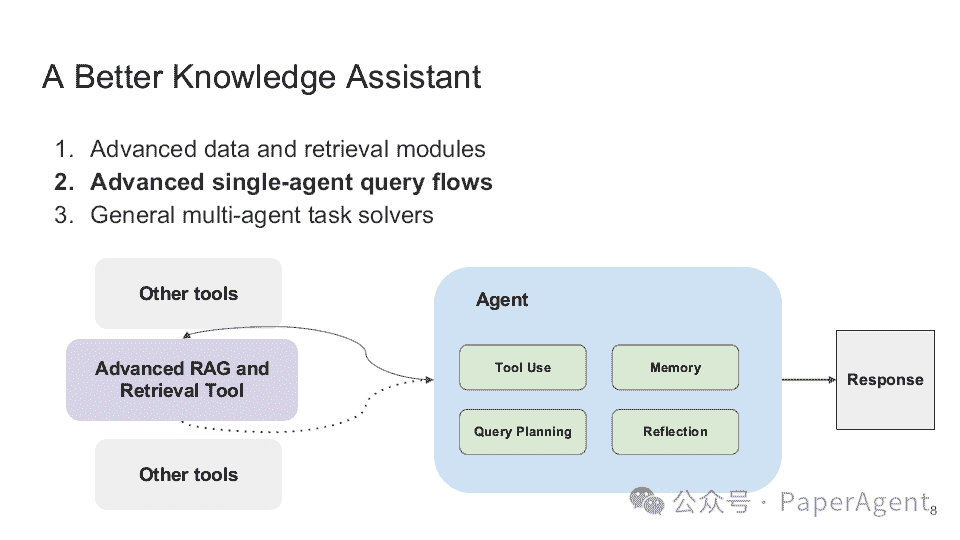 A Better Knowledge Assistant
1. Advanced data and retrieval modules
2. Advanced single-agent query flows
3. General multi-agent task solvers
Other tools
Advanced RAG and
Retrieval Tool
Other tools
Agent
Tool Use
Memory
Query Planning
Reflection
Response
公众号 · PaperAgent
8